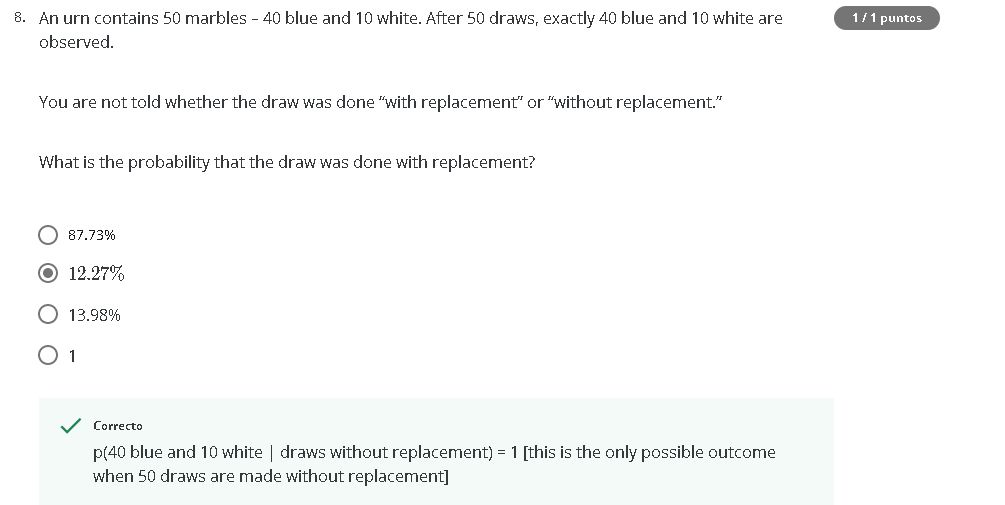 8. An urn contains 50 marbles – 40 blue and 10 white. After 50 draws, exactly 40 blue and 10 white are
observed.
1 / 1 puntos
You are not told whether the draw was done “with replacement” or “without replacement.”
What is the probability that the draw was done with replacement?
87.73%
12.27%
13.98%
1
Correcto
p(40 blue and 10 white | draws without replacement) = 1 [this is the only possible outcome
when 50 draws are made without replacement]